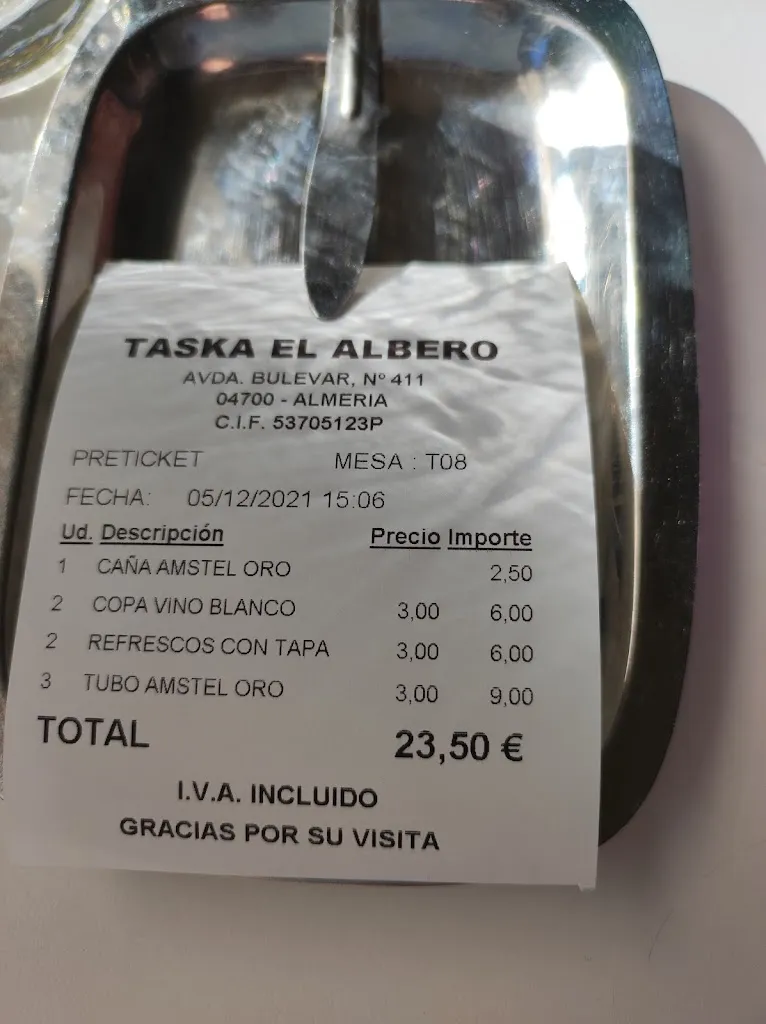 TASKA EL ALBERO
AVDA. BULEVAR, Nº 411
04700 - ALMERIA
C.I.F. 53705123P
PRETICKET MESA : T08
FECHA: 05/12/2021 15:06
Ud. Descripción Precio Importe
1 CAÑA AMSTEL ORO 2,50
2 COPA VINO BLANCO 3,00 6,00
2 REFRESCOS CON TAPA 3,00 6,00
3 TUBO AMSTEL ORO 3,00 9,00
TOTAL 23,50 €
I.V.A. INCLUIDO
GRACIAS POR SU VISITA